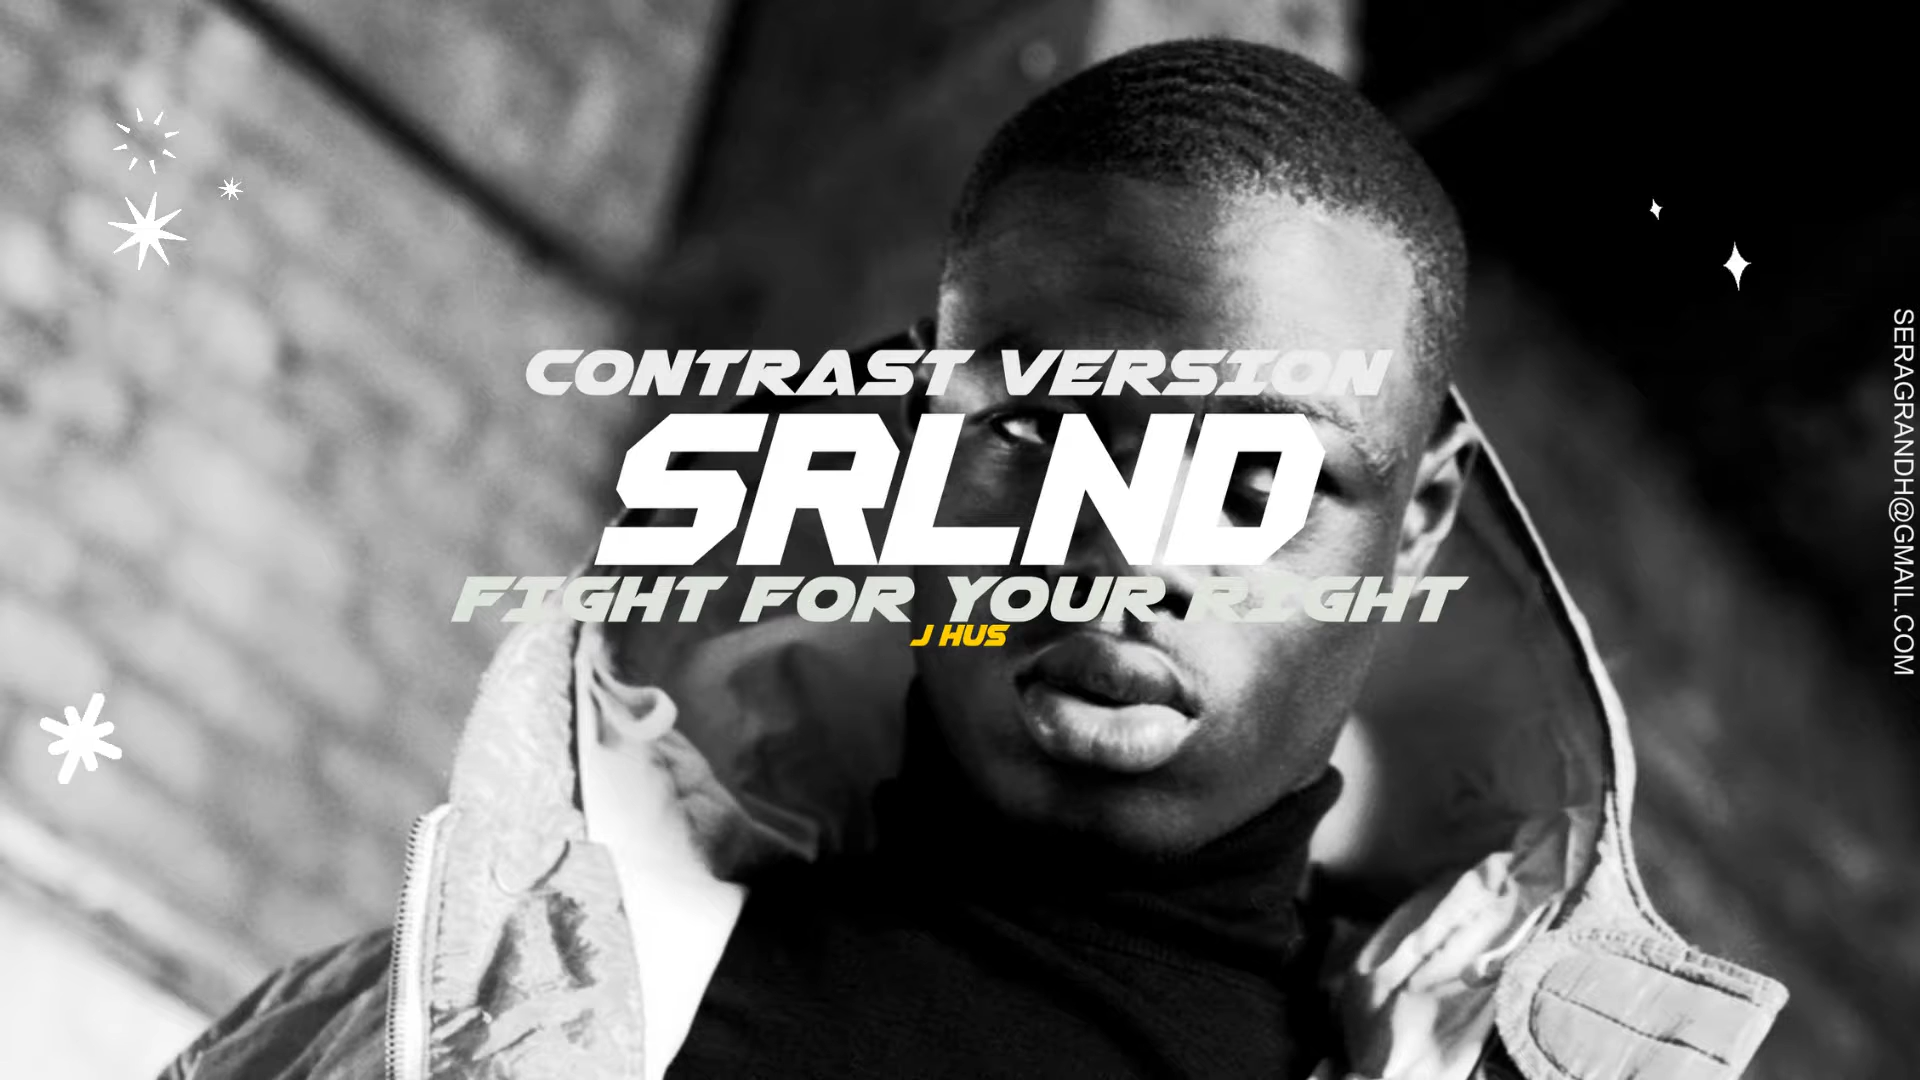 CONTRAST VERSION
SRLND
FIGHT FOR YOUR RIGHT
J HUS
SERAGRANDH@GMAIL.COM